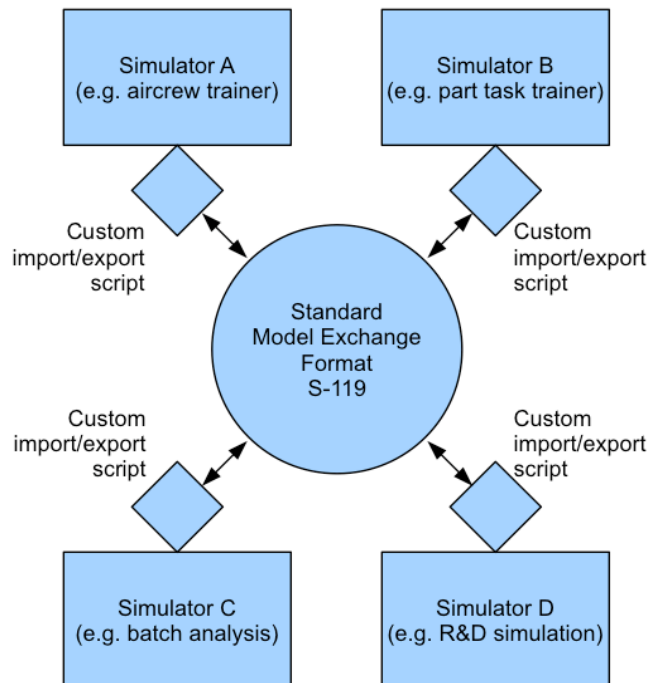 Simulator A
(e.g. aircrew trainer)
Simulator B
(e.g. part task trainer)
Custom
import/export
script
Custom
import/export
script
Standard
Model Exchange
Format
S-119
Custom
import/export
script
Custom
import/export
script
Simulator C
(e.g. batch analysis)
Simulator D
(e.g. R&D simulation)